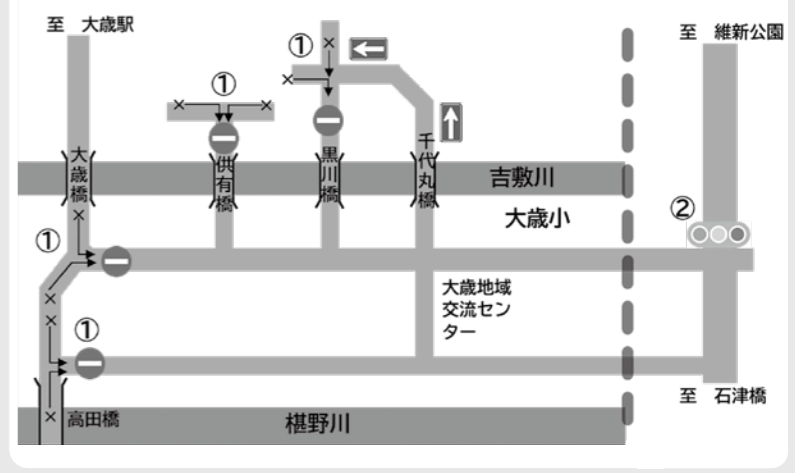 至 大歳駅
至 維新公園
①
①
大歳橋
供有橋
黒川橋
千代丸橋
吉敷川
大歳小
②
①
大歳地域
交流セン
ター
①
至 石津橋
高田橋
椹野川